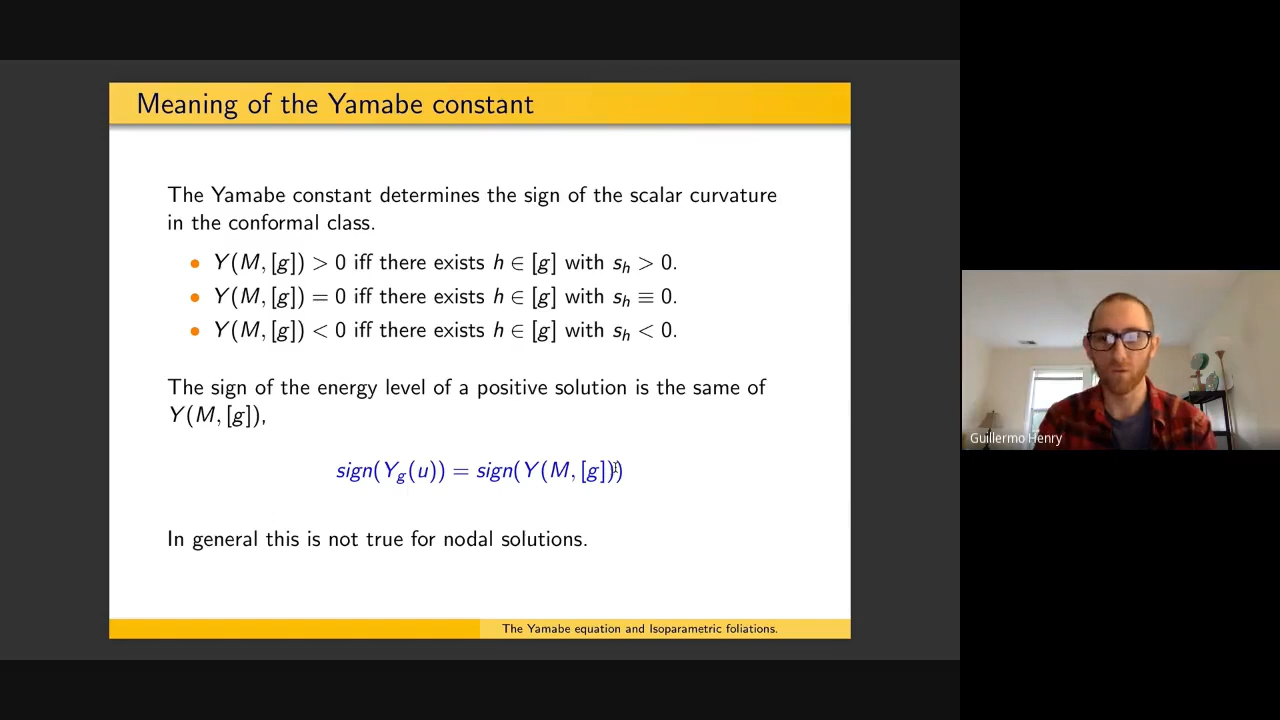 Meaning of the Yamabe constant
The Yamabe constant determines the sign of the scalar curvature
in the conformal class.
• Y(M, [g]) > 0 iff there exists h ∈ [g] with s_h > 0.
• Y(M, [g]) = 0 iff there exists h ∈ [g] with s_h ≡ 0.
• Y(M, [g]) < 0 iff there exists h ∈ [g] with s_h < 0.
The sign of the energy level of a positive solution is the same of
Y(M, [g]),
sign(Y_g(u)) = sign(Y(M, [g]))
In general this is not true for nodal solutions.
The Yamabe equation and Isoparametric foliations.
Guillermo Henry